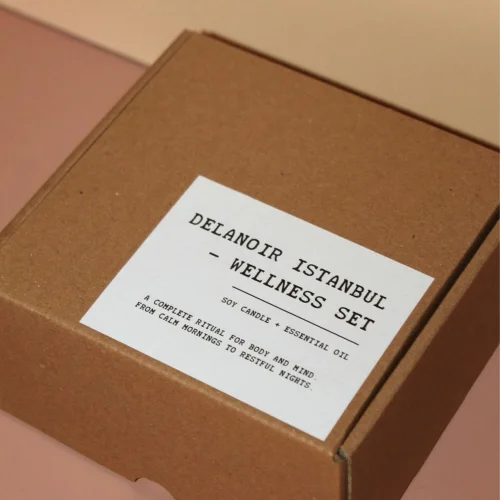 DELANOIR ISTANBUL
- WELLNESS SET
SOY CANDLE + ESSENTIAL OIL
A COMPLETE RITUAL FOR BODY AND MIND.
FROM CALM MORNINGS TO RESTFUL NIGHTS.